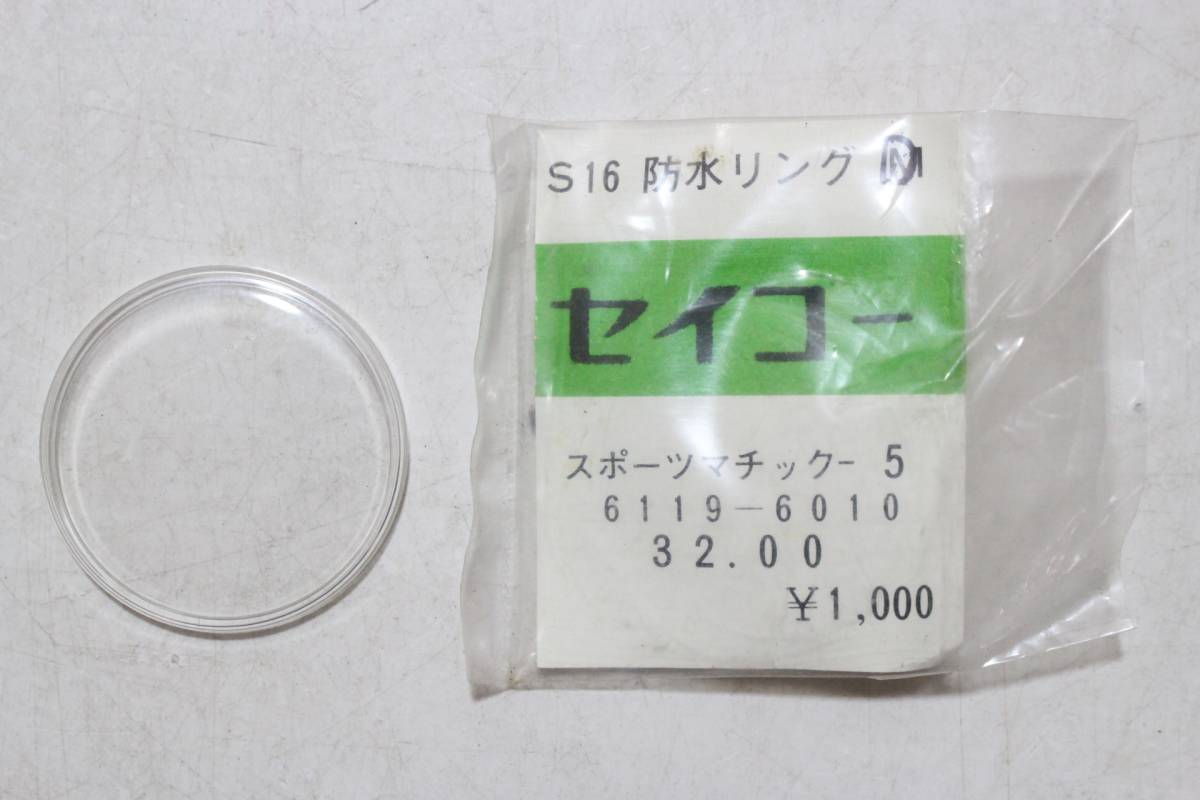 S16 防水リング
セイコー
スポーツマチックー 5
6119-6010
32.00
¥1,000